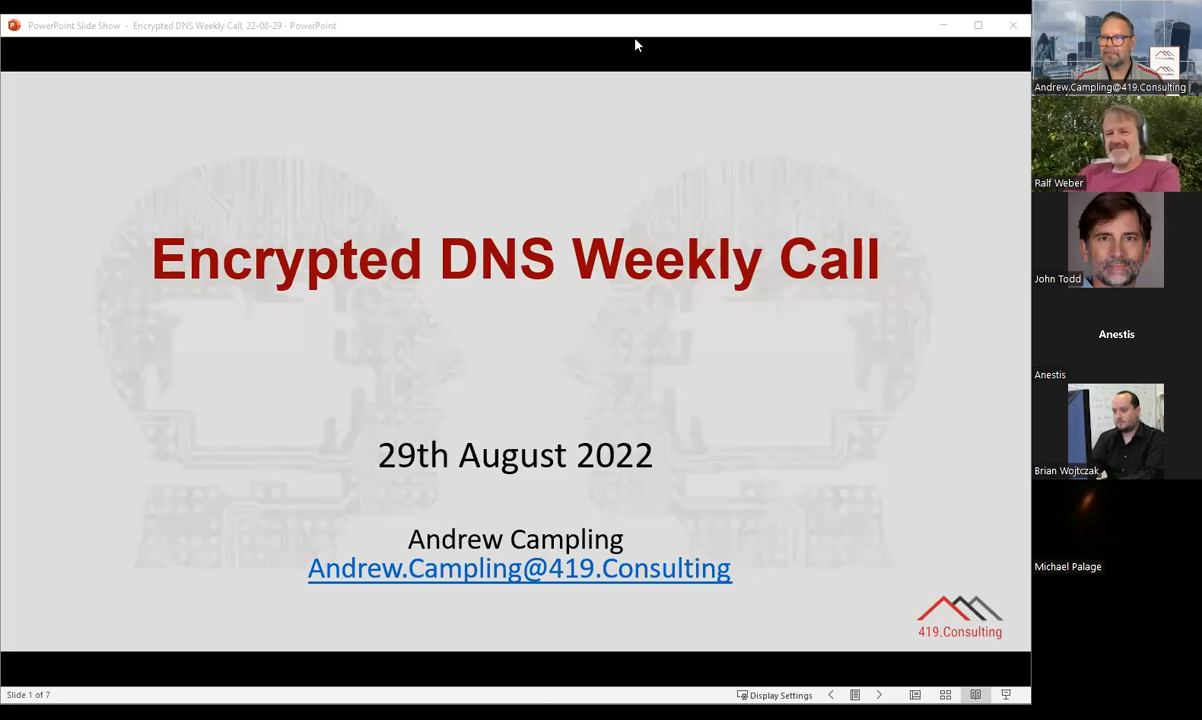 PowerPoint Slide Show - Encrypted DNS Weekly Call, 22-08-29 - PowerPoint
Encrypted DNS Weekly Call
29th August 2022
Andrew Campling
Andrew.Campling@419.Consulting
419.Consulting
Slide 1 of 7
Display Settings
Andrew.Campling@419.Consulting
Ralf Weber
John Todd
Anestis
Anestis
Brian Wojtczak
Michael Palage